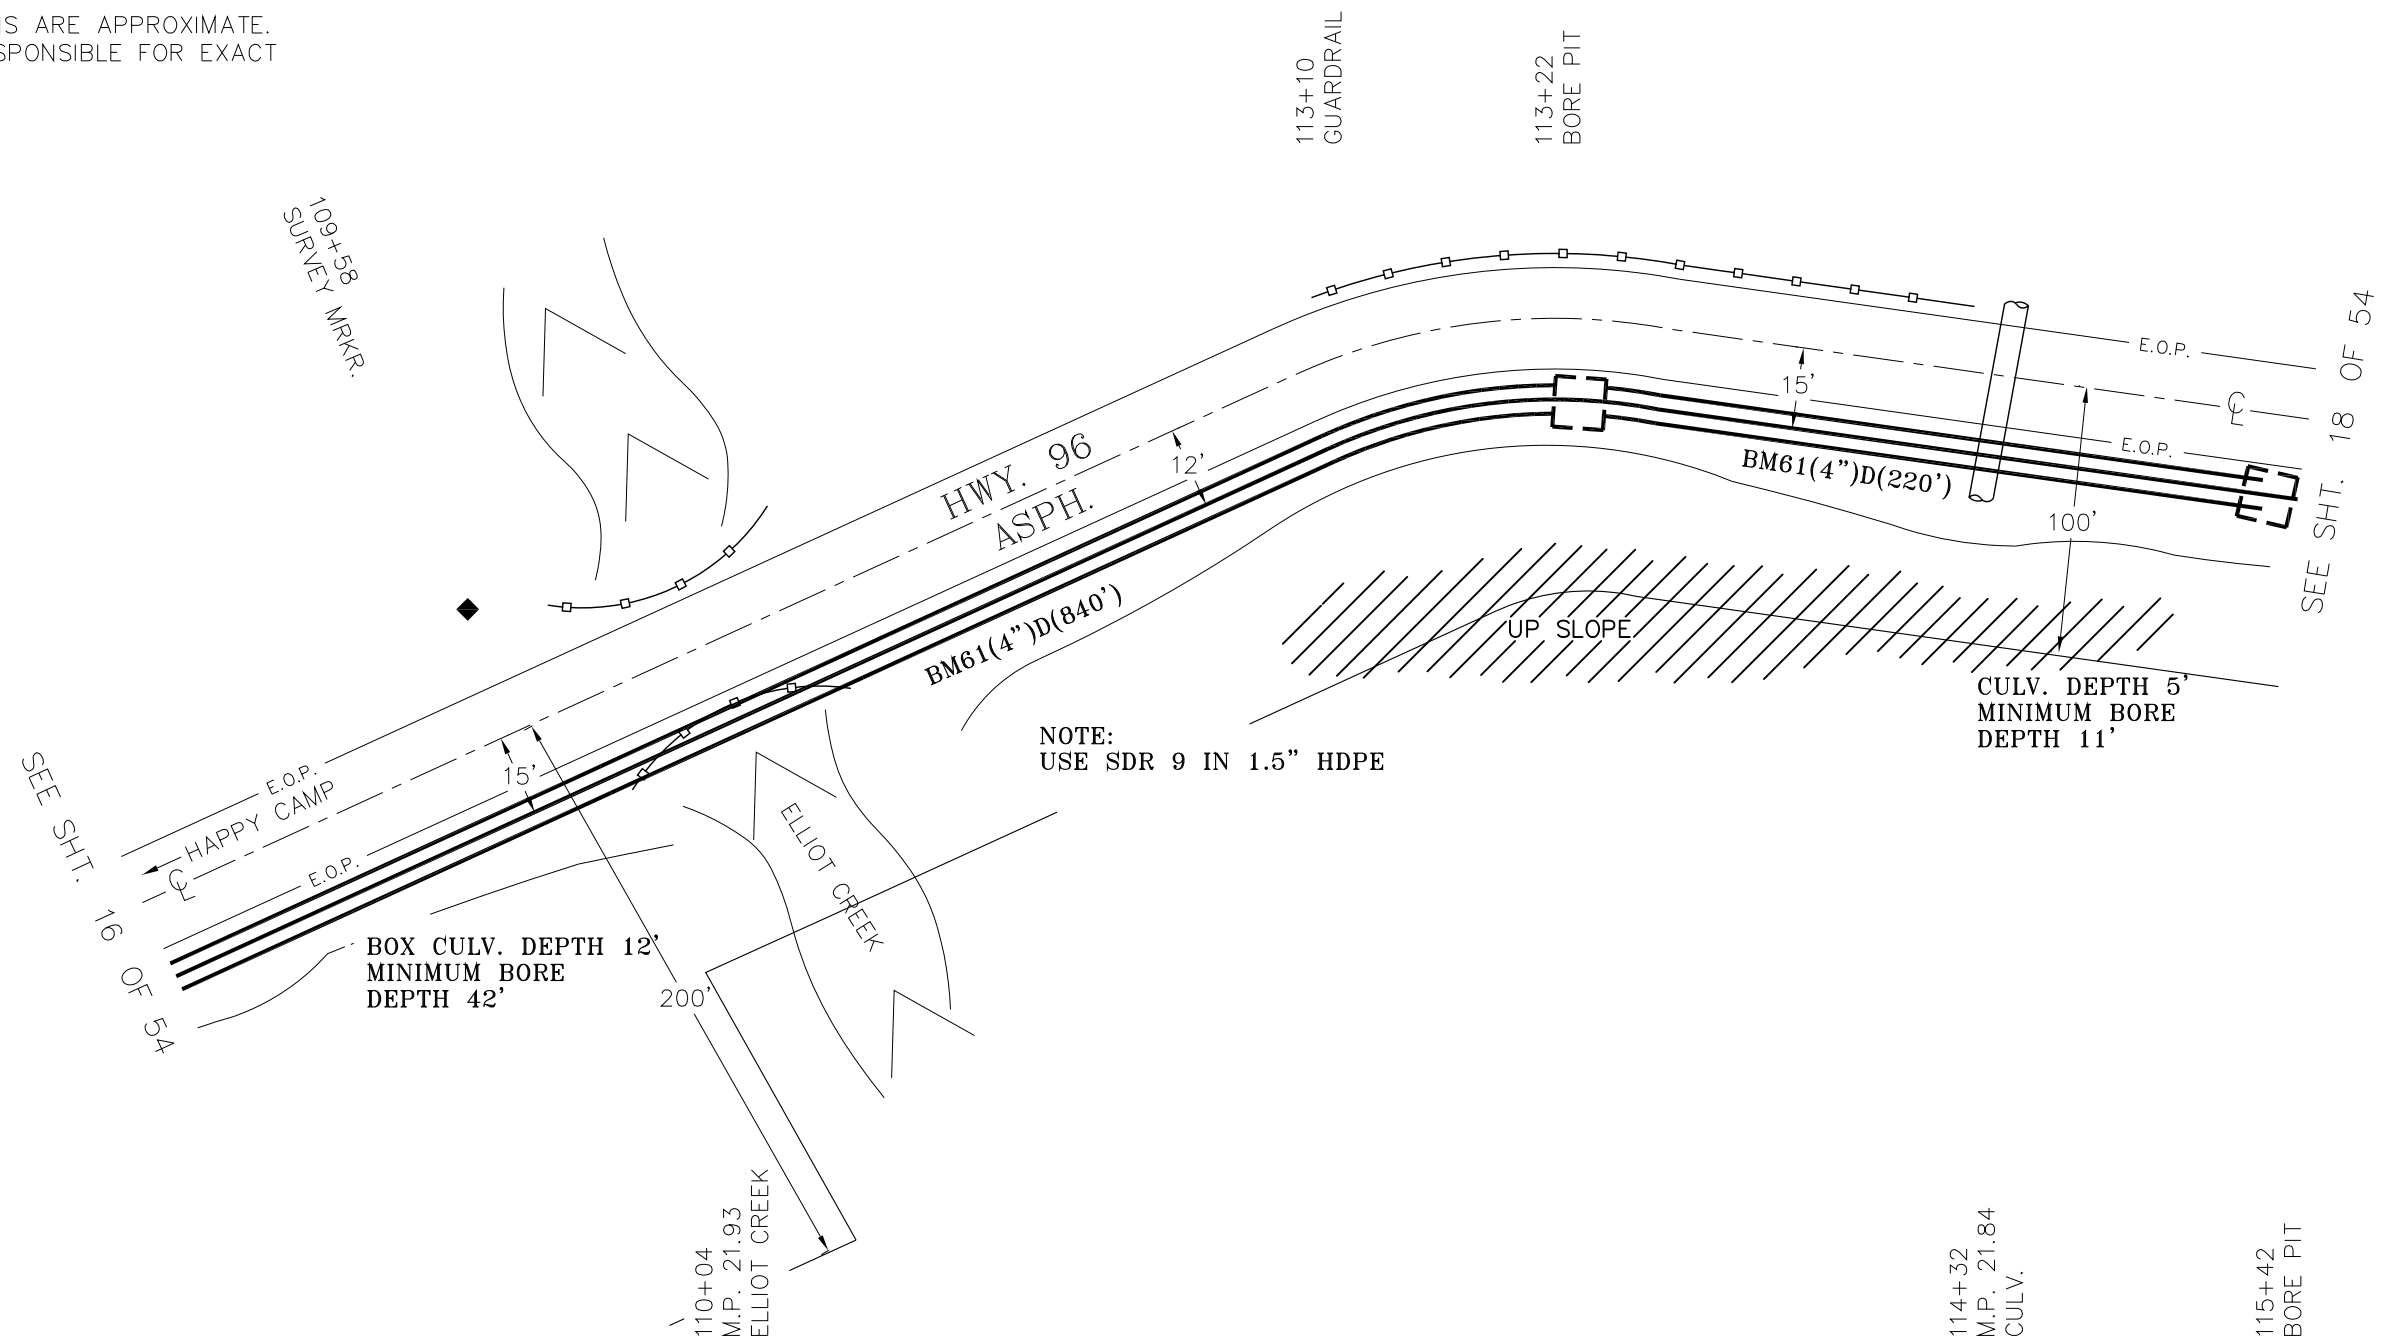 IS ARE APPROXIMATE.
SPONSIBLE FOR EXACT
113+10
GUARDRAIL
113+22
BORE PIT
109+58
SURVEY MRKR.
HWY. 96
ASPH.
12'
15'
E.O.P.
℄
E.O.P.
BM61(4")D(220')
100'
SEE SHT. 18 OF 54
BM61(4")D(840')
UP SLOPE
CULV. DEPTH 5'
MINIMUM BORE
DEPTH 11'
NOTE:
USE SDR 9 IN 1.5" HDPE
15'
E.O.P.
HAPPY CAMP
℄
E.O.P.
SEE SHT. 16 OF 54
ELLIOT CREEK
BOX CULV. DEPTH 12'
MINIMUM BORE
DEPTH 42'
200'
110+04
M.P. 21.93
ELLIOT CREEK
114+32
M.P. 21.84
CULV.
115+42
BORE PIT